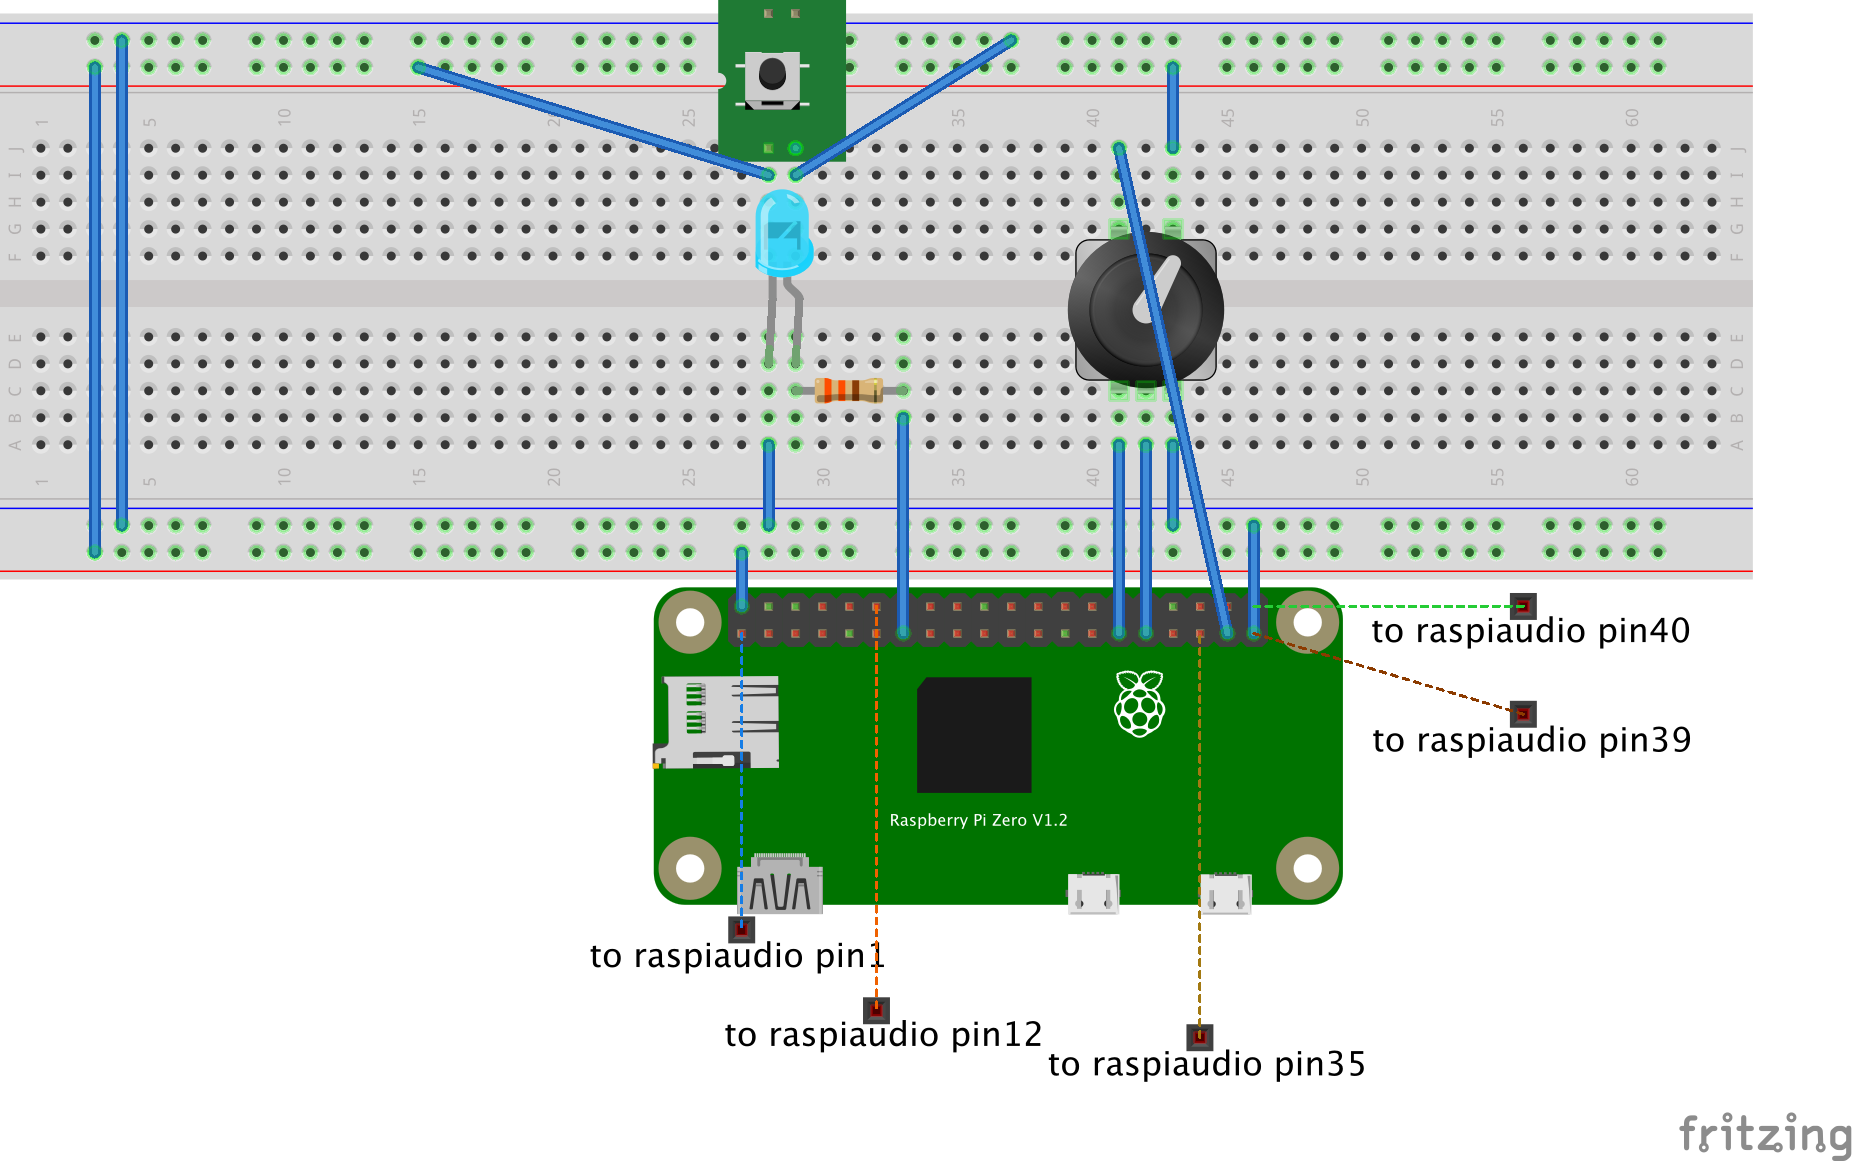 1 5 10 15 20 25 35 40 45 50 55 60
J J
I I
H H
G G
F F
E E
D D
C C
B B
A A
1 5 10 15 20 25 30 35 40 45 50 55 60
to raspiaudio pin40
to raspiaudio pin39
Raspberry Pi Zero V1.2
to raspiaudio pin1
to raspiaudio pin12
to raspiaudio pin35
fritzing